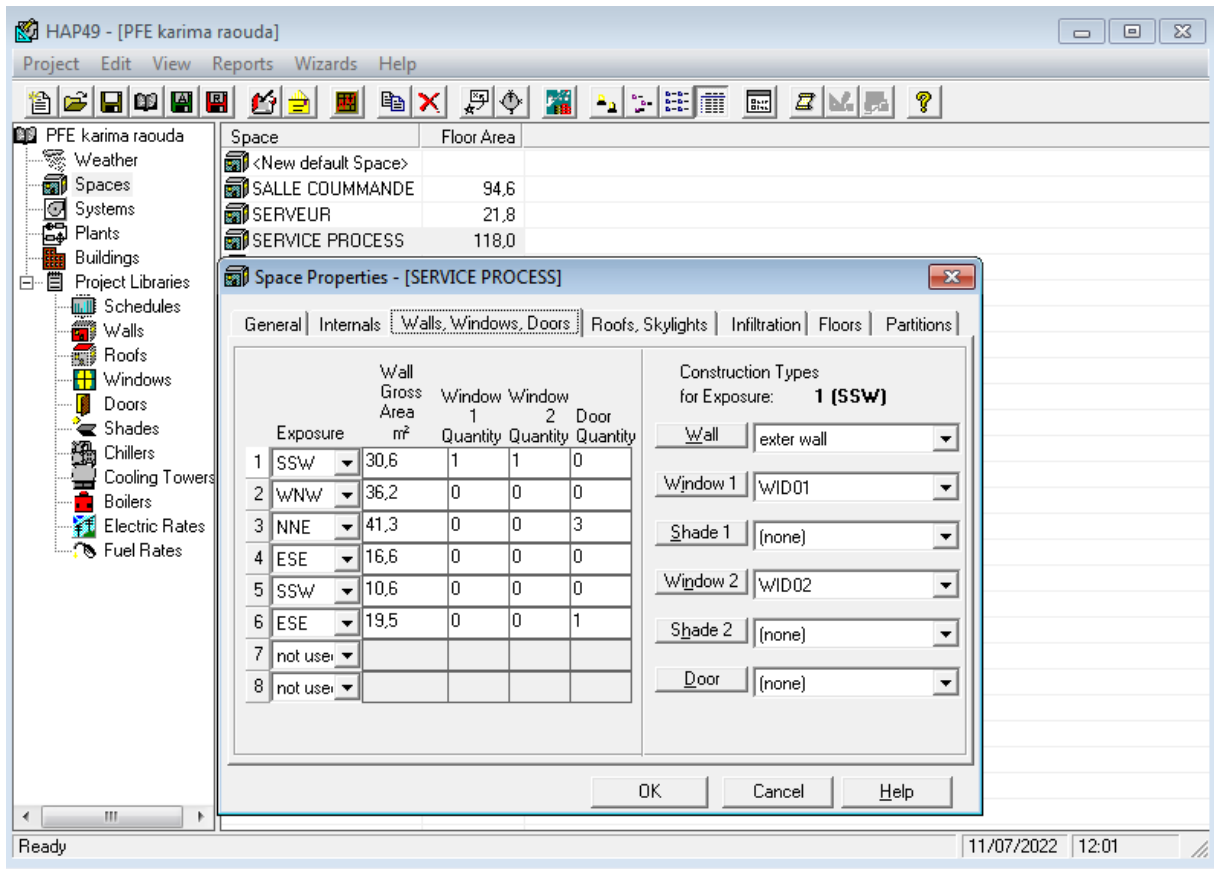 HAP49 - [PFE karima raouda]
Project Edit View Reports Wizards Help
PFE karima raouda
Weather
Spaces
Systems
Plants
Buildings
Project Libraries
Schedules
Walls
Roofs
Windows
Doors
Shades
Chillers
Cooling Towers
Boilers
Electric Rates
Fuel Rates
Space Floor Area
<New default Space>
SALLE COUMMANDE 94,6
SERVEUR 21,8
SERVICE PROCESS 118,0
Space Properties - [SERVICE PROCESS]
General Internals Walls, Windows, Doors Roofs, Skylights Infiltration Floors Partitions
Wall
Gross Window Window
Area 1 2 Door
Exposure m² Quantity Quantity Quantity
1 SSW 30,6 1 1 0
2 WNW 36,2 0 0 0
3 NNE 41,3 0 0 3
4 ESE 16,6 0 0 0
5 SSW 10,6 0 0 0
6 ESE 19,5 0 0 1
7 not use
8 not use
Construction Types
for Exposure: 1 (SSW)
Wall exter wall
Window 1 WID01
Shade 1 (none)
Window 2 WID02
Shade 2 (none)
Door (none)
OK Cancel Help
Ready 11/07/2022 12:01